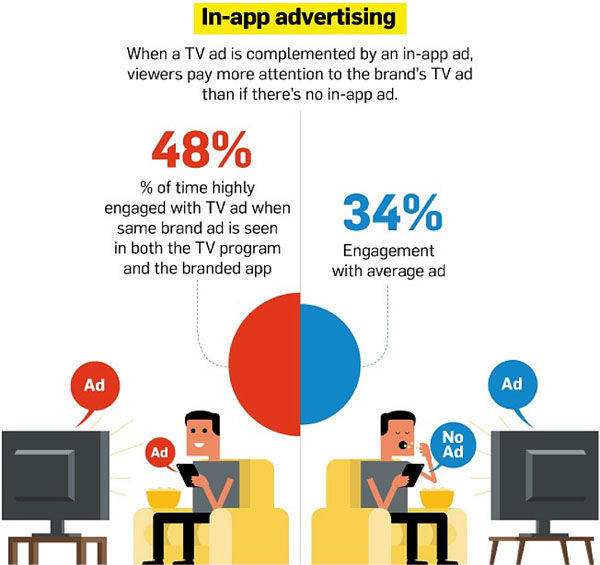 In-app advertising
When a TV ad is complemented by an in-app ad,
viewers pay more attention to the brand's TV ad
than if there's no in-app ad.
48%
% of time highly
engaged with TV ad when
same brand ad is seen
in both the TV program
and the branded app
34%
Engagement
with average ad
Ad
Ad
Ad
No
Ad